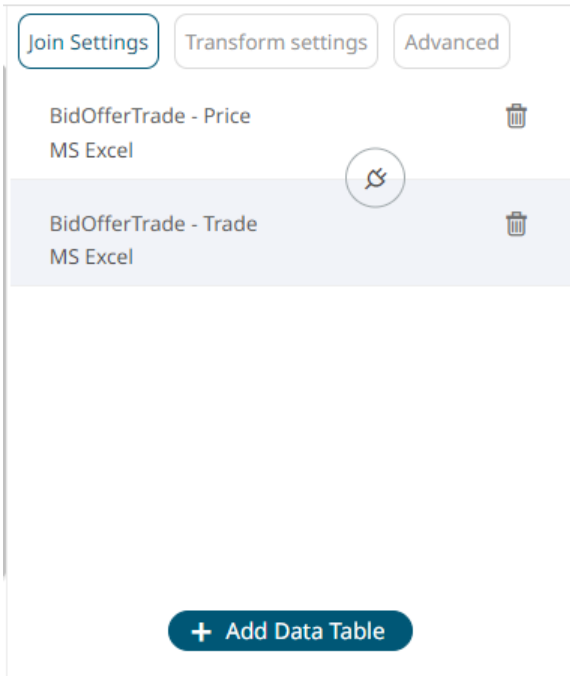 Join Settings Transform settings Advanced
BidOfferTrade - Price
MS Excel
BidOfferTrade - Trade
MS Excel
+ Add Data Table